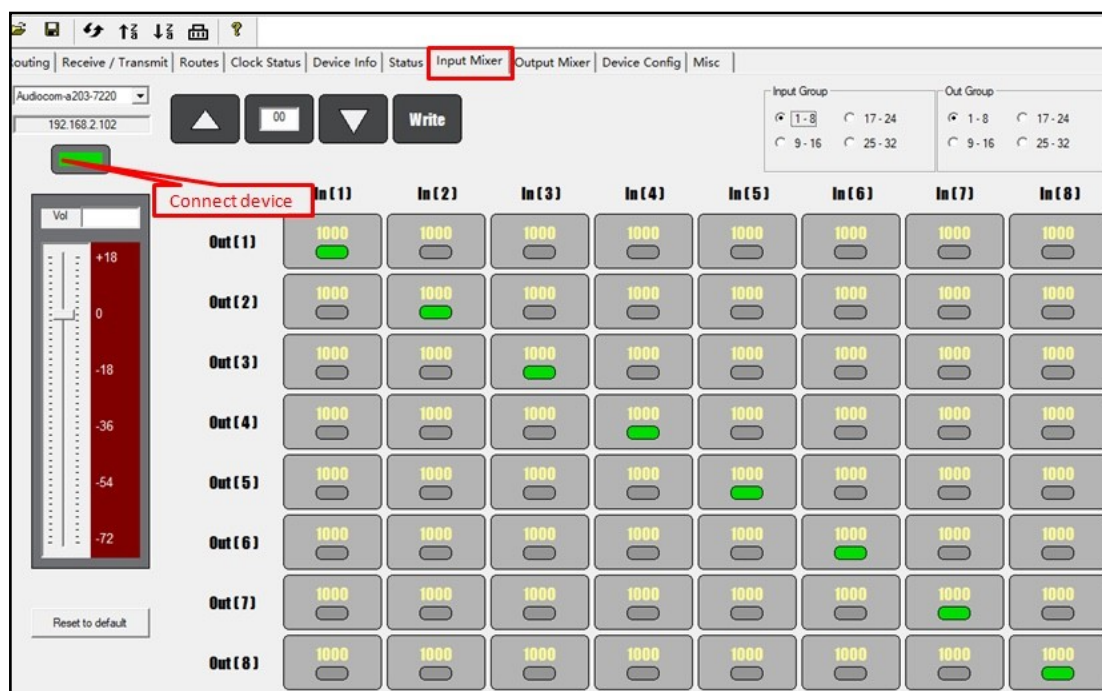 outing Receive / Transmit Routes Clock Status Device Info Status Input Mixer Output Mixer Device Config Misc
Audiocom-a203-7220
192.168.2.102
00
Write
Input Group
1 - 8 17 - 24
9 - 16 25 - 32
Out Group
1 - 8 17 - 24
9 - 16 25 - 32
Connect device
Vol
+18
0
-18
-36
-54
-72
Reset to default
In(1) In(2) In(3) In(4) In(5) In(6) In(7) In(8)
Out(1) 1000 1000 1000 1000 1000 1000 1000 1000
Out(2) 1000 1000 1000 1000 1000 1000 1000 1000
Out(3) 1000 1000 1000 1000 1000 1000 1000 1000
Out(4) 1000 1000 1000 1000 1000 1000 1000 1000
Out(5) 1000 1000 1000 1000 1000 1000 1000 1000
Out(6) 1000 1000 1000 1000 1000 1000 1000 1000
Out(7) 1000 1000 1000 1000 1000 1000 1000 1000
Out(8) 1000 1000 1000 1000 1000 1000 1000 1000